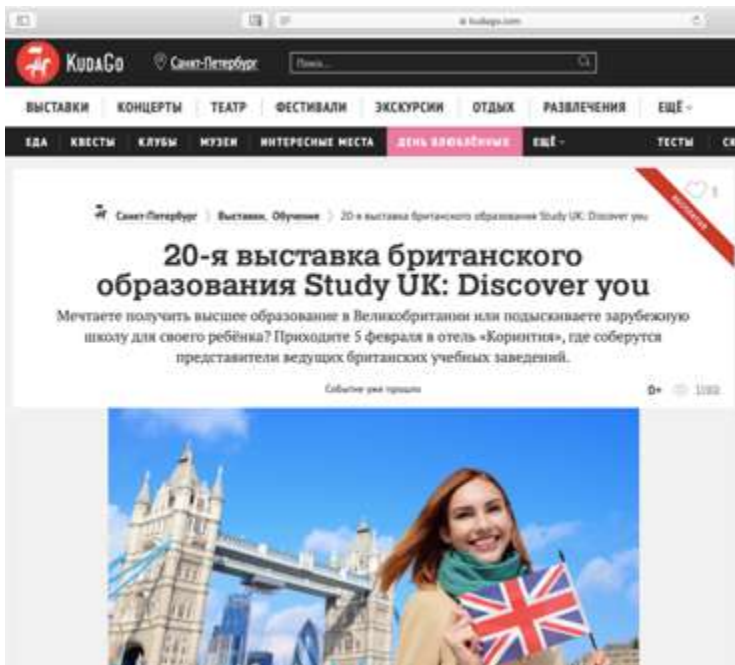 kudago.com
KudaGo Санкт-Петербург Поиск...
ВЫСТАВКИ КОНЦЕРТЫ ТЕАТР ФЕСТИВАЛИ ЭКСКУРСИИ ОТДЫХ РАЗВЛЕЧЕНИЯ ЕЩЁ
ЕДА КВЕСТЫ КЛУБЫ МУЗЕИ ИНТЕРЕСНЫЕ МЕСТА ДЕНЬ ВЛЮБЛЁННЫХ ЕЩЁ ТЕСТЫ
1
БЕСПЛАТНО
Санкт-Петербург Выставки, Обучение 20-я выставка британского образования Study UK: Discover you
20-я выставка британского
образования Study UK: Discover you
Мечтаете получить высшее образование в Великобритании или подыскиваете зарубежную
школу для своего ребёнка? Приходите 5 февраля в отель «Коринтия», где соберутся
представители ведущих британских учебных заведений.
Событие уже прошло
0+